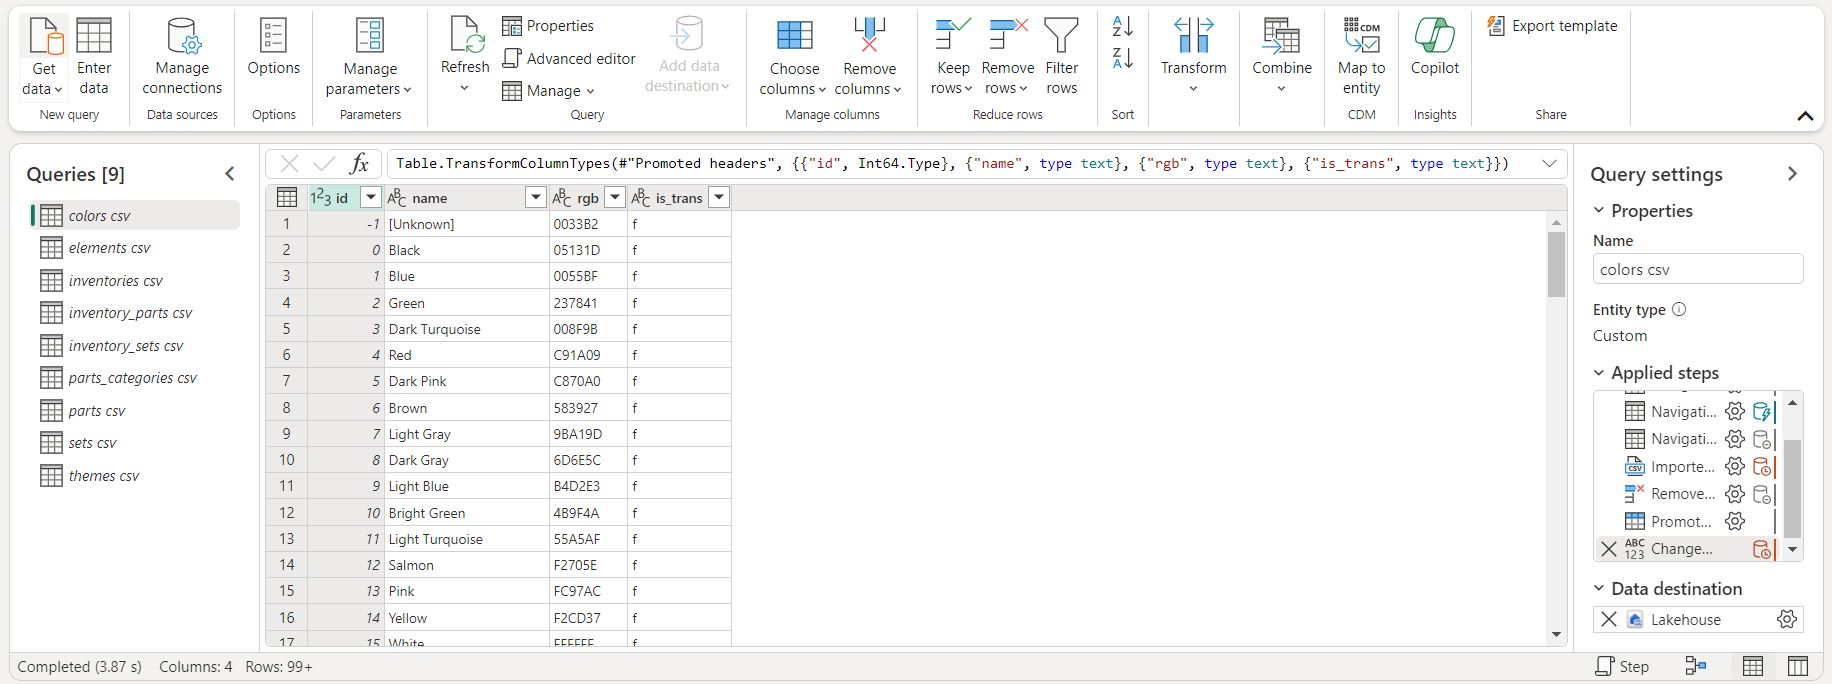 Get data
Enter data
New query
Manage connections
Data sources
Options
Options
Manage parameters
Parameters
Refresh
Properties
Advanced editor
Manage
Query
Add data destination
Choose columns
Remove columns
Manage columns
Keep rows
Remove rows
Filter rows
Reduce rows
A
Z
Z
A
Sort
Transform
Combine
CDM
Map to entity
CDM
Copilot
Insights
Export template
Share
Queries [9]
colors csv
elements csv
inventories csv
inventory_parts csv
inventory_sets csv
parts_categories csv
parts csv
sets csv
themes csv
fx Table.TransformColumnTypes(#"Promoted headers", {{"id", Int64.Type}, {"name", type text}, {"rgb", type text}, {"is_trans", type text}})
123 id ABC name ABC rgb ABC is_trans
1 -1 [Unknown] 0033B2 f
2 0 Black 05131D f
3 1 Blue 0055BF f
4 2 Green 237841 f
5 3 Dark Turquoise 008F9B f
6 4 Red C91A09 f
7 5 Dark Pink C870A0 f
8 6 Brown 583927 f
9 7 Light Gray 9BA19D f
10 8 Dark Gray 6D6E5C f
11 9 Light Blue B4D2E3 f
12 10 Bright Green 4B9F4A f
13 11 Light Turquoise 55A5AF f
14 12 Salmon F2705E f
15 13 Pink FC97AC f
16 14 Yellow F2CD37 f
17 15 White FFFFFF f
Query settings
Properties
Name
colors csv
Entity type
Custom
Applied steps
Navigati...
Navigati...
CSV Importe...
Remove...
Promot...
ABC 123 Change...
Data destination
Lakehouse
Completed (3.87 s) Columns: 4 Rows: 99+
Step